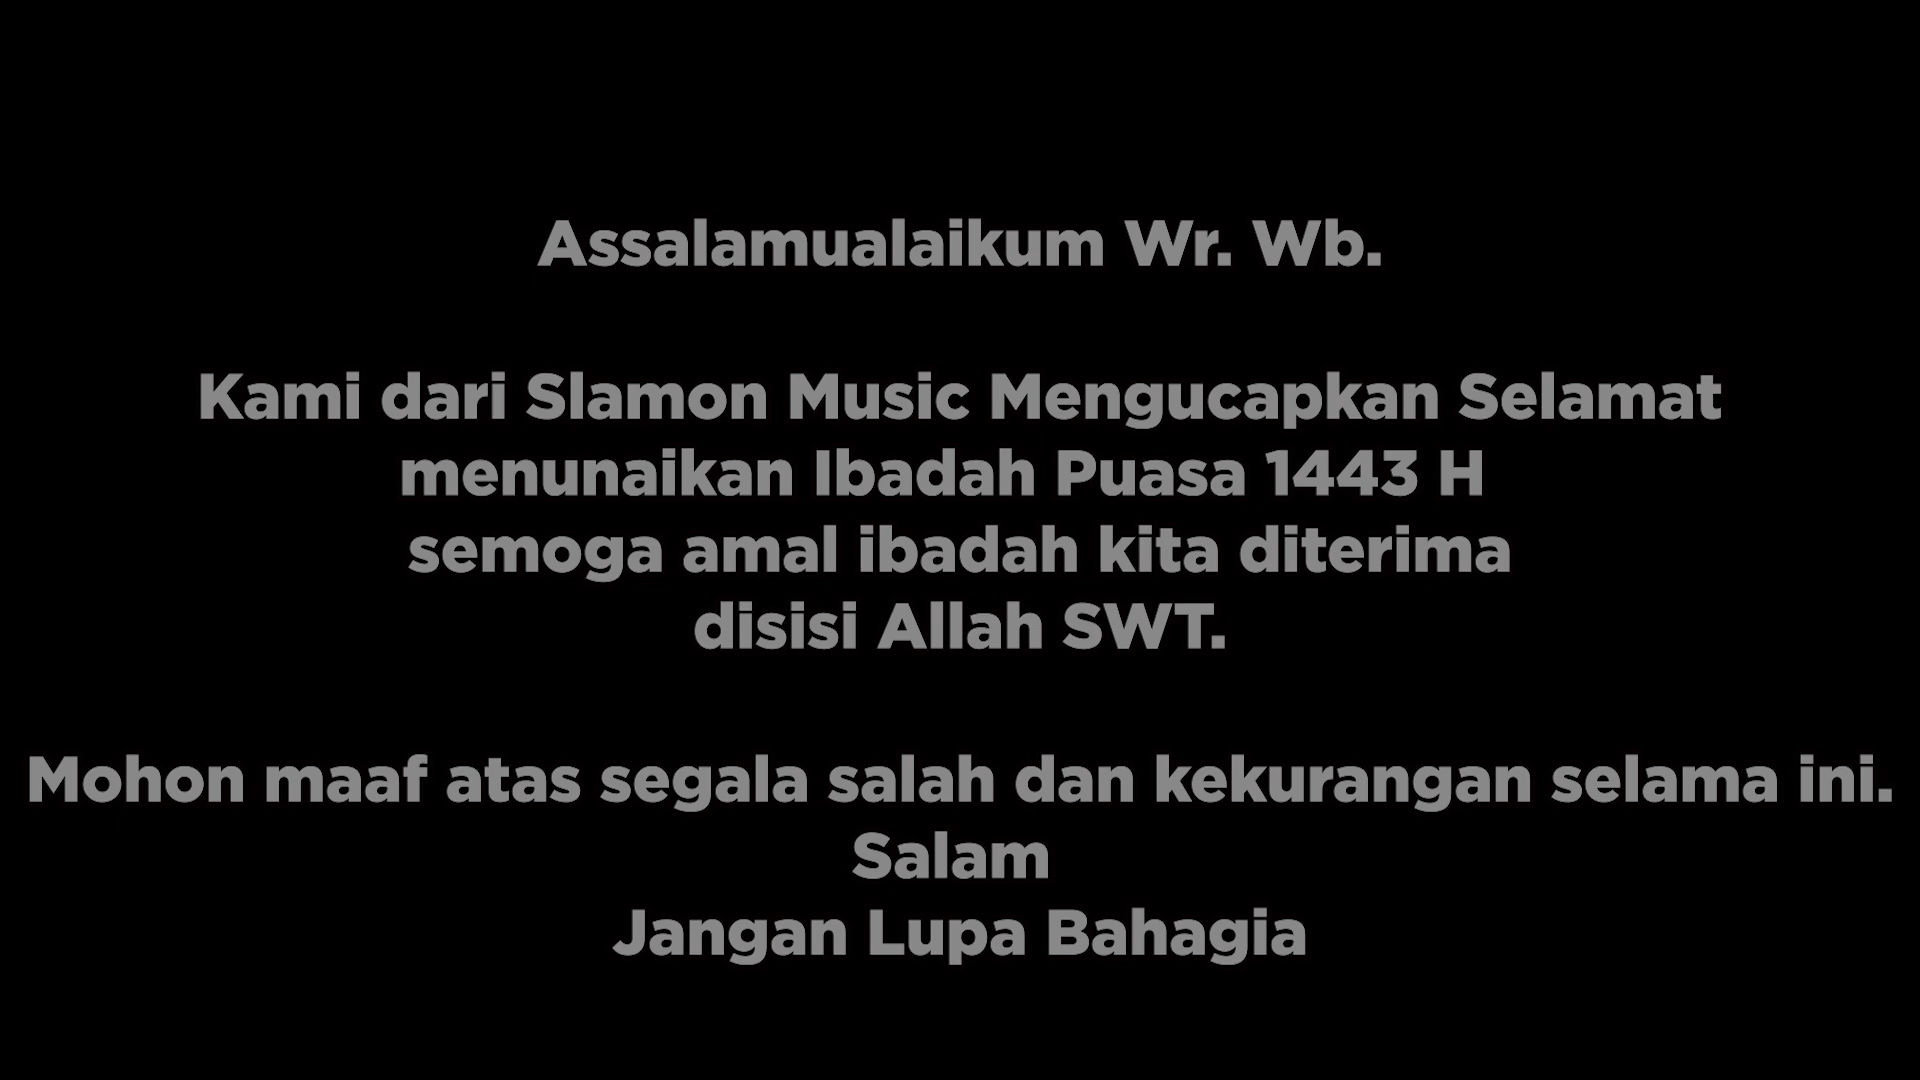 Assalamualaikum Wr. Wb.
Kami dari Slamon Music Mengucapkan Selamat
menunaikan Ibadah Puasa 1443 H
semoga amal ibadah kita diterima
disisi Allah SWT.
Mohon maaf atas segala salah dan kekurangan selama ini.
Salam
Jangan Lupa Bahagia